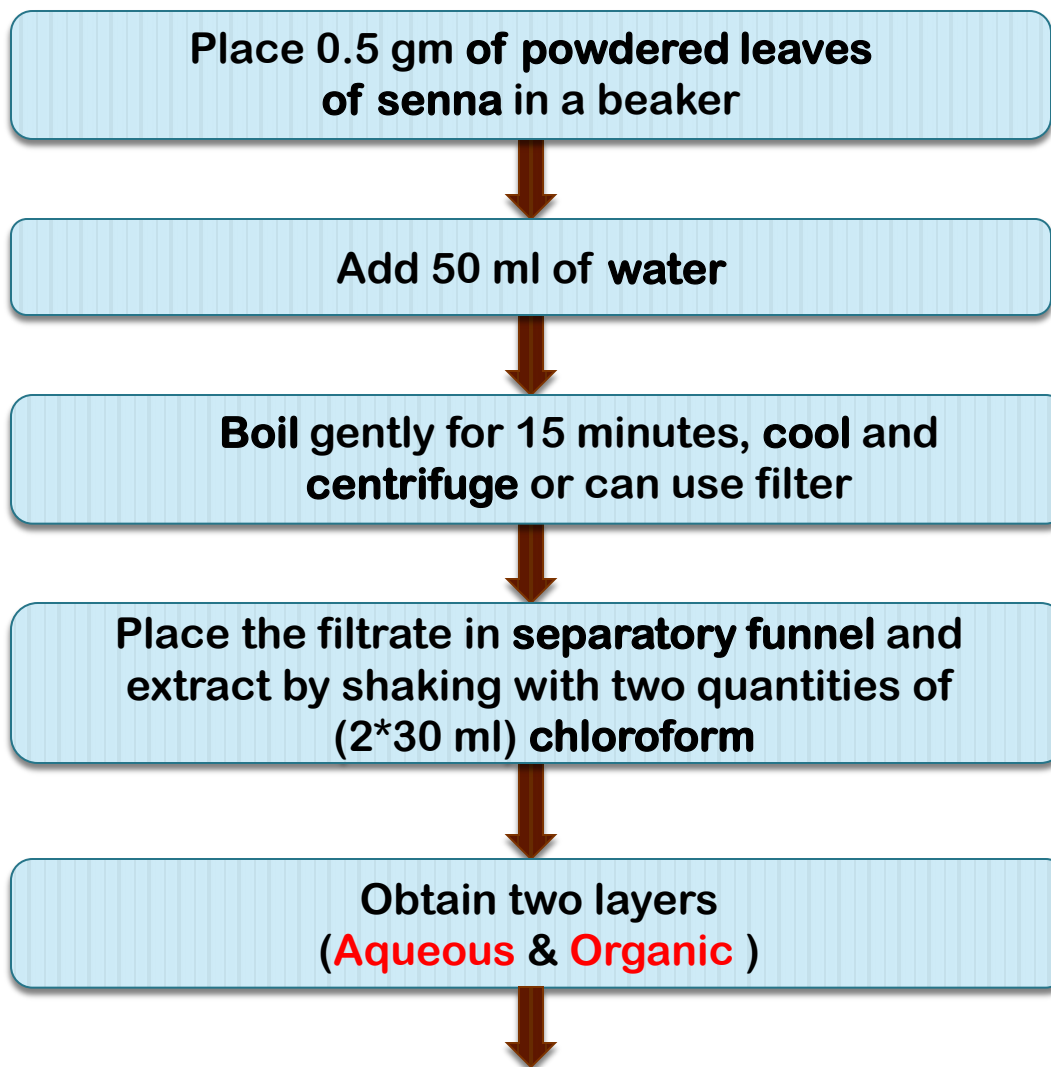 Place 0.5 gm of powdered leaves
of senna in a beaker
Add 50 ml of water
Boil gently for 15 minutes, cool and
centrifuge or can use filter
Place the filtrate in separatory funnel and
extract by shaking with two quantities of
(2*30 ml) chloroform
Obtain two layers
(Aqueous & Organic )